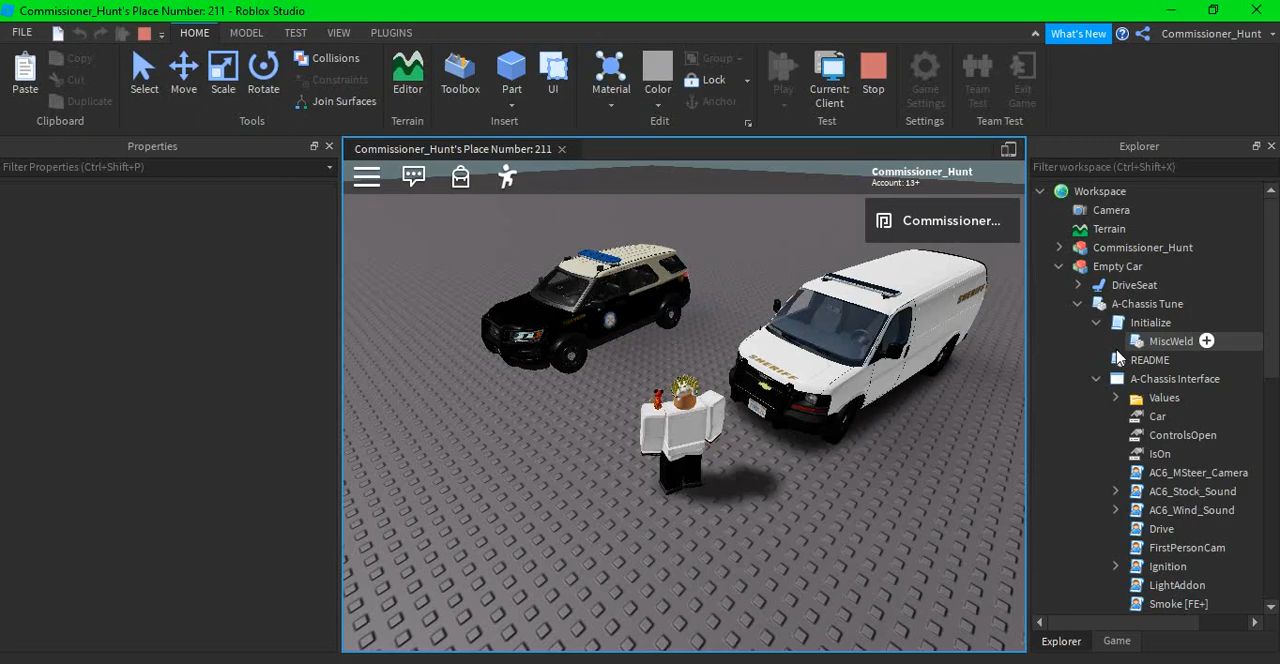 Commissioner_Hunt's Place Number: 211 - Roblox Studio
FILE HOME MODEL TEST VIEW PLUGINS What's New Commissioner_Hunt
Paste Copy Cut Duplicate
Clipboard
Select Move Scale Rotate
Collisions
Constraints
Join Surfaces
Tools
Editor
Terrain
Toolbox Part UI
Insert
Material Color Group Lock Anchor
Edit
Play Current: Client Stop
Test
Game Settings
Settings
Team Test Exit Game
Team Test
Properties
Filter Properties (Ctrl+Shift+P)
Commissioner_Hunt's Place Number: 211
Commissioner_Hunt
Account: 13+
Commissioner...
SHERIFF
SHERIFF
Explorer
Filter workspace (Ctrl+Shift+X)
Workspace
Camera
Terrain
Commissioner_Hunt
Empty Car
DriveSeat
A-Chassis Tune
Initialize
MiscWeld
README
A-Chassis Interface
Values
Car
ControlsOpen
IsOn
AC6_MSteer_Camera
AC6_Stock_Sound
AC6_Wind_Sound
Drive
FirstPersonCam
Ignition
LightAddon
Smoke [FE+]
Explorer Game